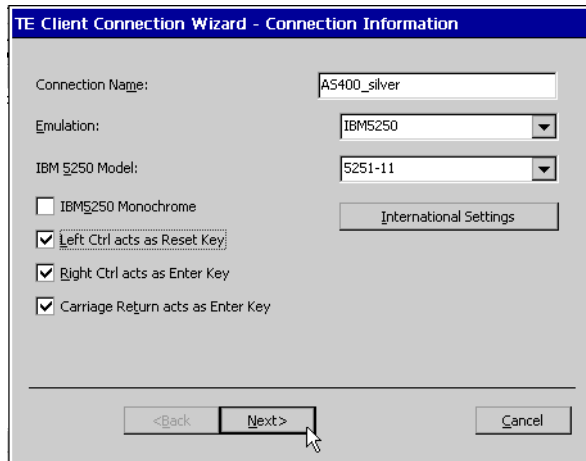 TE Client Connection Wizard - Connection Information
Connection Name: AS400_silver
Emulation: IBM5250
IBM 5250 Model: 5251-11
IBM5250 Monochrome
International Settings
Left Ctrl acts as Reset Key
Right Ctrl acts as Enter Key
Carriage Return acts as Enter Key
<Back Next> Cancel